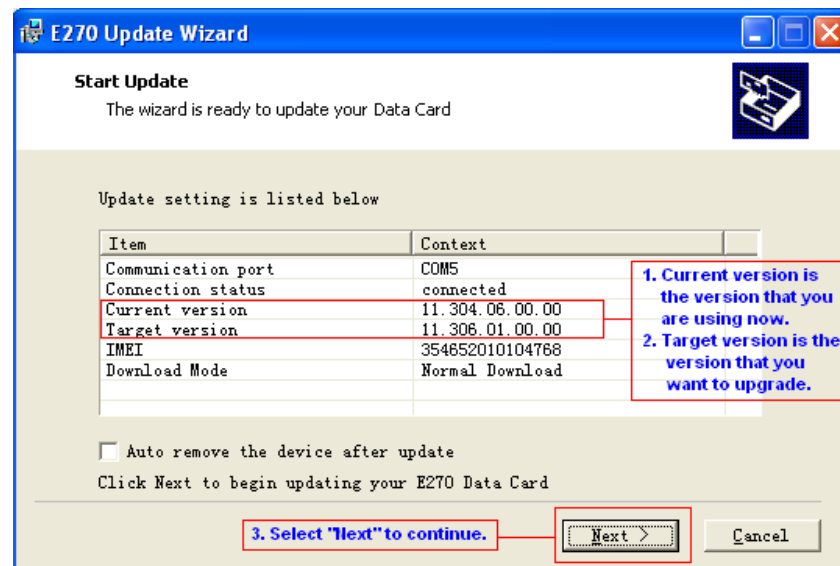 E270 Update Wizard
Start Update
The wizard is ready to update your Data Card
Update setting is listed below
Item Context
Communication port COM5
Connection status connected
Current version 11.304.06.00.00
Target version 11.306.01.00.00
IMEI 354652010104768
Download Mode Normal Download
1. Current version is
the version that you
are using now.
2. Target version is the
version that you
want to upgrade.
Auto remove the device after update
Click Next to begin updating your E270 Data Card
3. Select "Next" to continue.
Next >
Cancel